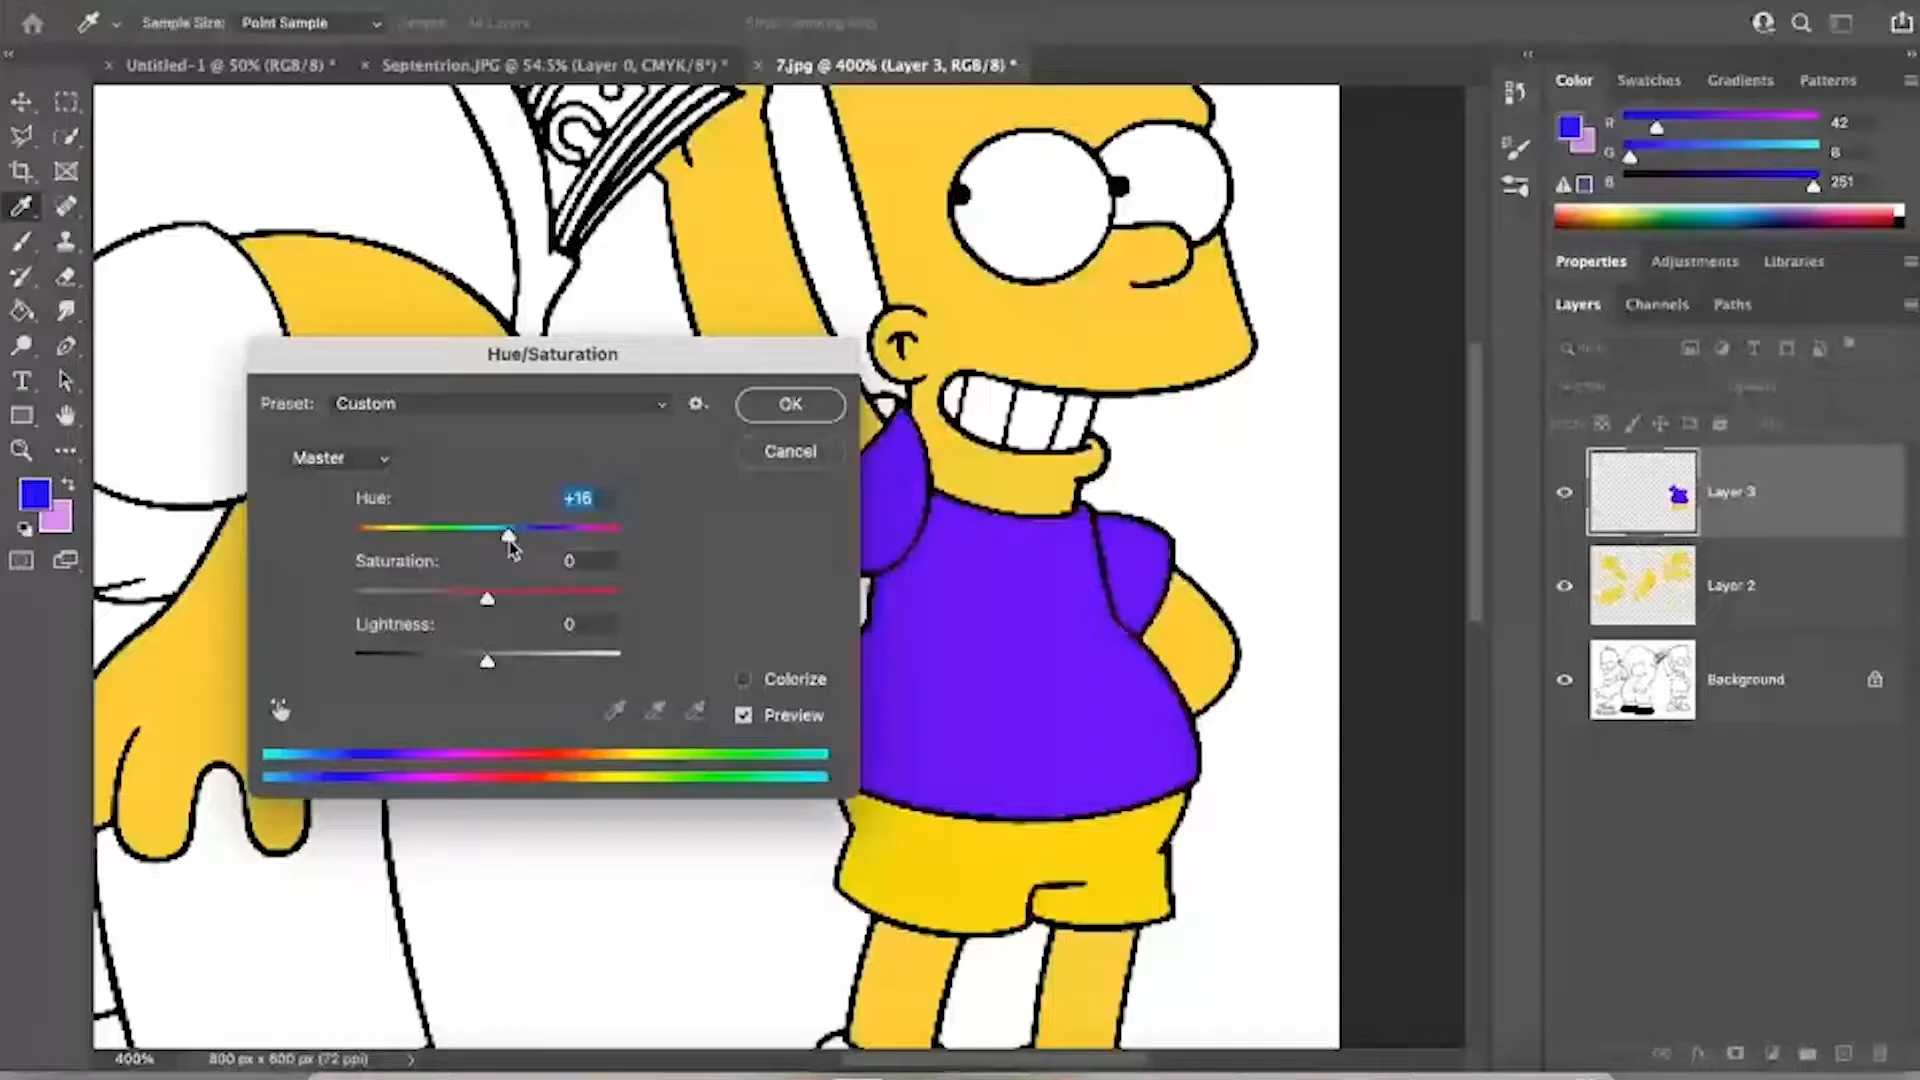 Sample Size: Point Sample
Untitled-1 @ 50% (RGB/8) *
Septentrion.JPG @ 54.5% (Layer 0, CMYK/8*) *
7.jpg @ 400% (Layer 3, RGB/8) *
Color Swatches Gradients Patterns
R 42
G 6
B 251
Properties Adjustments Libraries
Layers Channels Paths
Hue/Saturation
Preset: Custom
OK
Cancel
Master
Hue: +16
Saturation: 0
Lightness: 0
Colorize
Preview
Layer 3
Layer 2
Background
400% 800 px x 600 px (72 ppi)